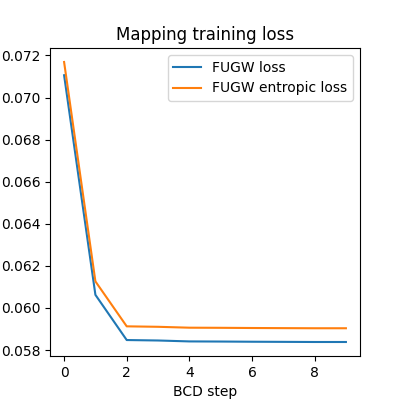 Mapping training loss
FUGW loss
FUGW entropic loss
0.072
0.070
0.068
0.066
0.064
0.062
0.060
0.058
0 2 4 6 8
BCD step